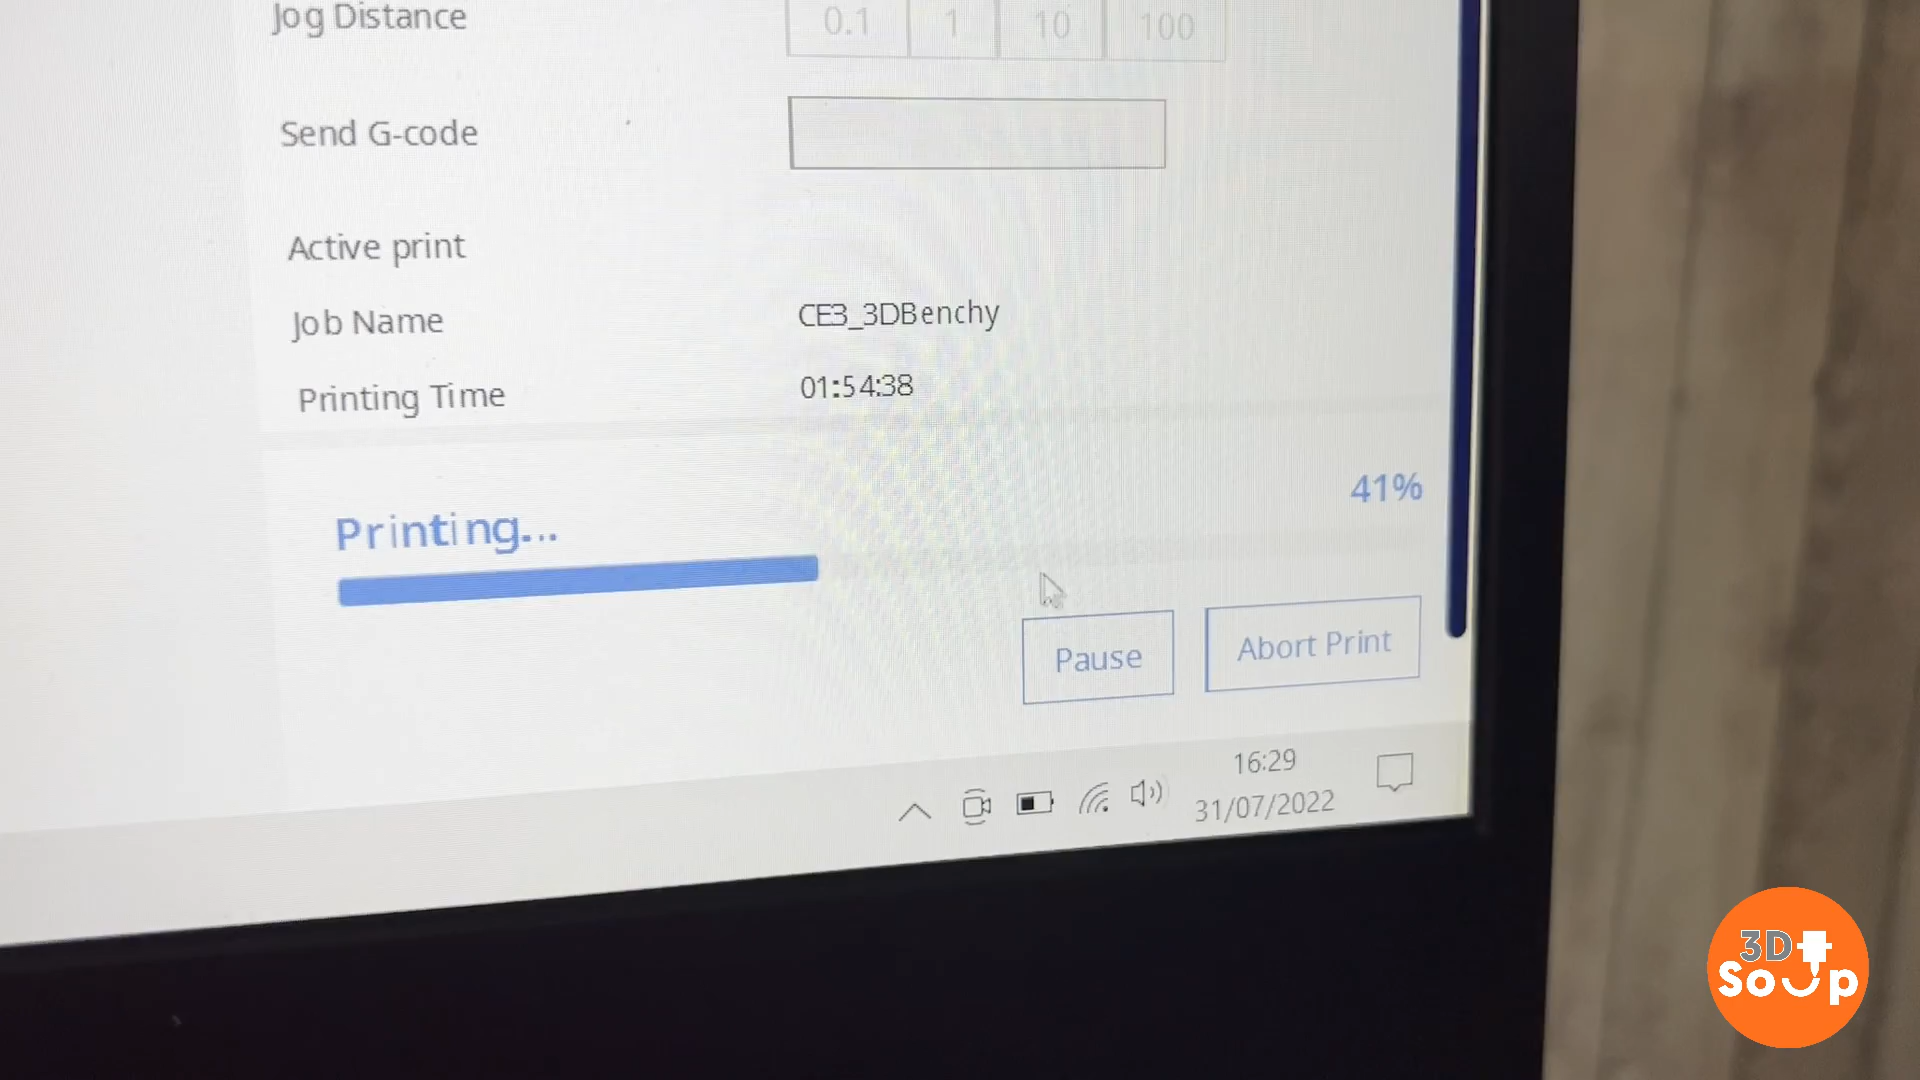 Jog Distance
0.1 1 10 100
Send G-code
Active print
Job Name CE3_3DBenchy
Printing Time 01:54:38
41%
Printing...
Pause Abort Print
16:29
31/07/2022
3D
Soup